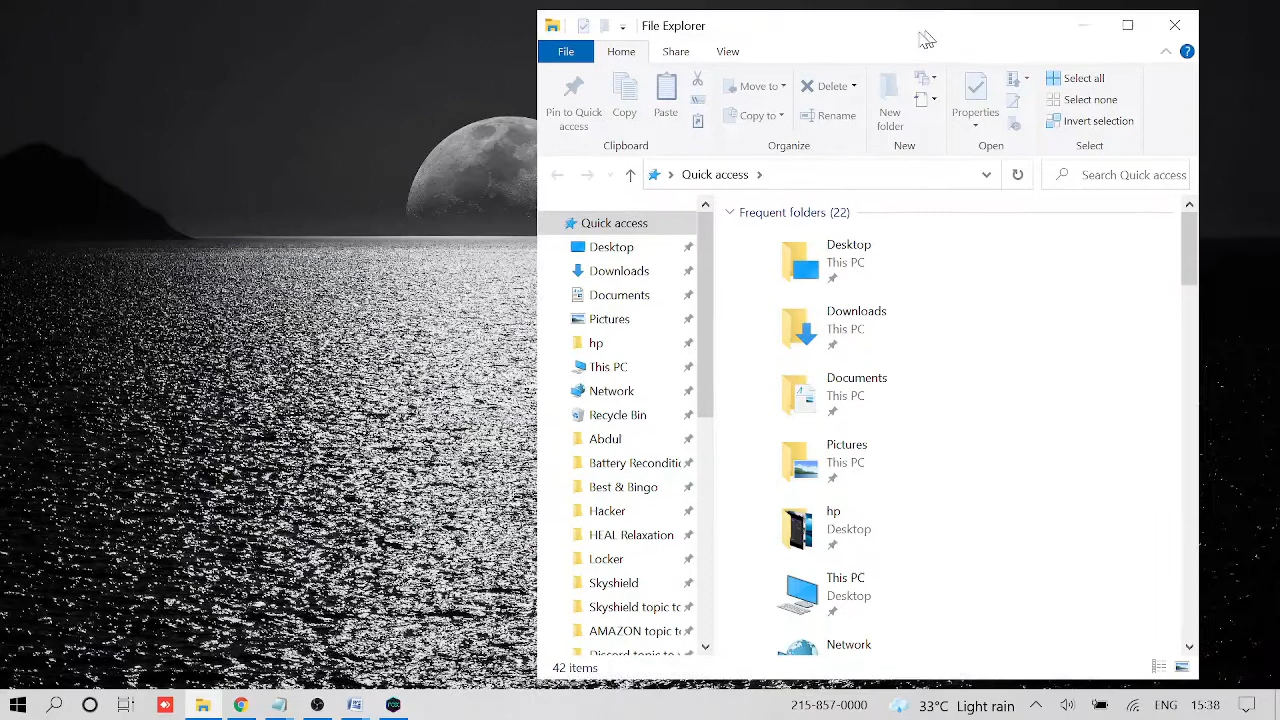 File Explorer
File Home Share View
Pin to Quick access
Copy
Paste
Clipboard
Move to
Copy to
Delete
Rename
Organize
New folder
New
Properties
Open
Select all
Select none
Invert selection
Select
Quick access
Search Quick access
Quick access
Desktop
Downloads
Documents
Pictures
hp
This PC
Network
Recycle Bin
Abdul
Battery Reconditi
Best & Bingo
Hacker
HEAL Relaxation
Locker
Skyshield
Skyshield topic to
AMAZON topic t
Discord topic to
Frequent folders (22)
Desktop
This PC
Downloads
This PC
Documents
This PC
Pictures
This PC
hp
Desktop
This PC
Desktop
Network
42 items
215-857-0000 33°C Light rain ENG 15:38